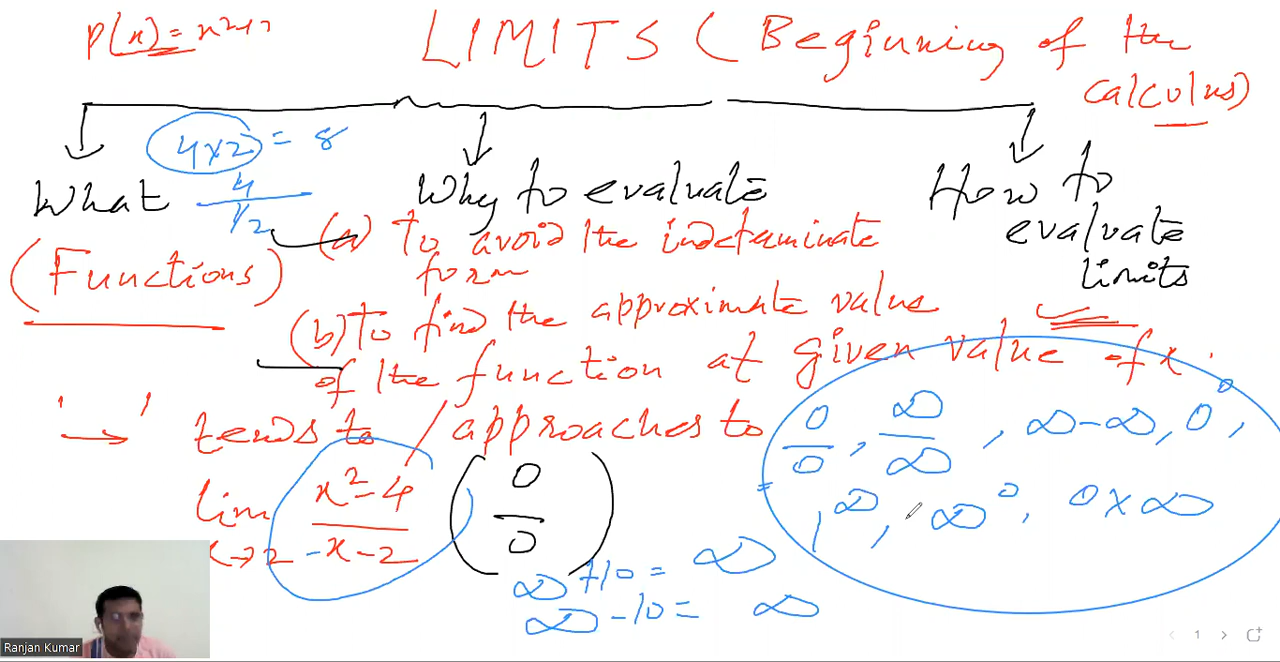 P(x) = x²+7
LIMITS (Beginning of the
calculus)
4x2 = 8
4/1/2
What
Why to evaluate
How to
evaluate
limits
(Functions)
(a) To avoid the indeterminate
form
(b) To find the approximate value
of the function at given value of x.
' → ' tends to / approaches to
lim x→2 x²-4 / -x-2 (0/0)
= 0/0, ∞/∞, ∞-∞, 0⁰,
1^∞, ∞⁰, 0x∞
∞+10 = ∞
∞-10 = ∞
Ranjan Kumar
1